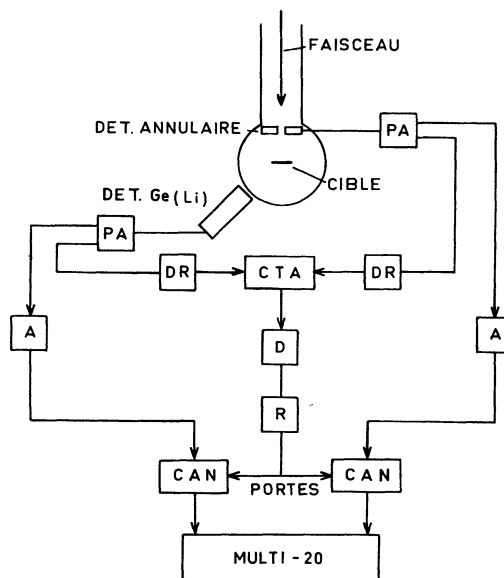 FAISCEAU
DET. ANNULAIRE
PA
CIBLE
DET. Ge(Li)
PA
DR
CTA
DR
A
D
A
R
CAN
CAN
PORTES
MULTI-20